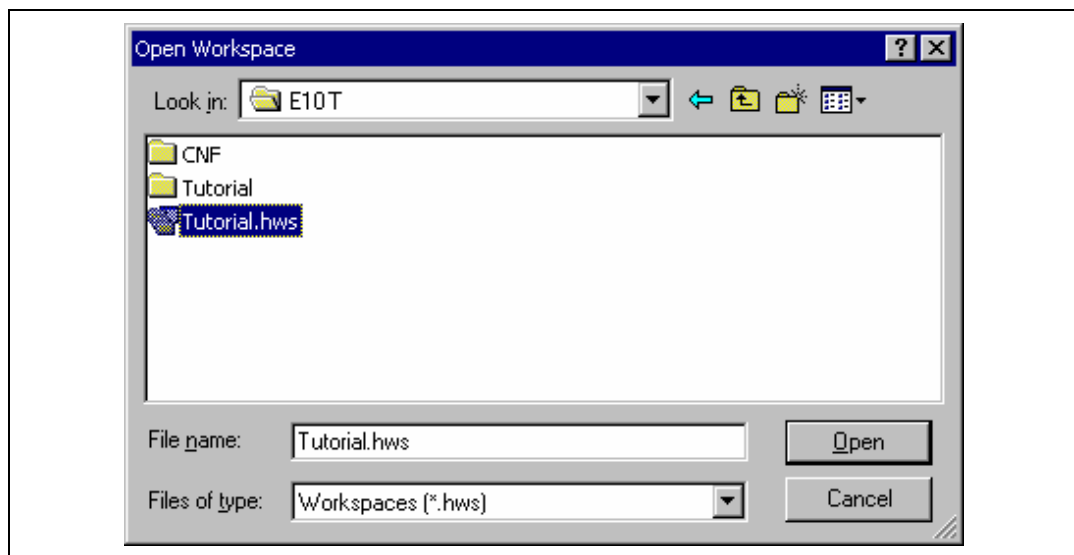 Open Workspace
Look in: E10T
CNF
Tutorial
Tutorial.hws
File name: Tutorial.hws Open
Files of type: Workspaces (*.hws) Cancel